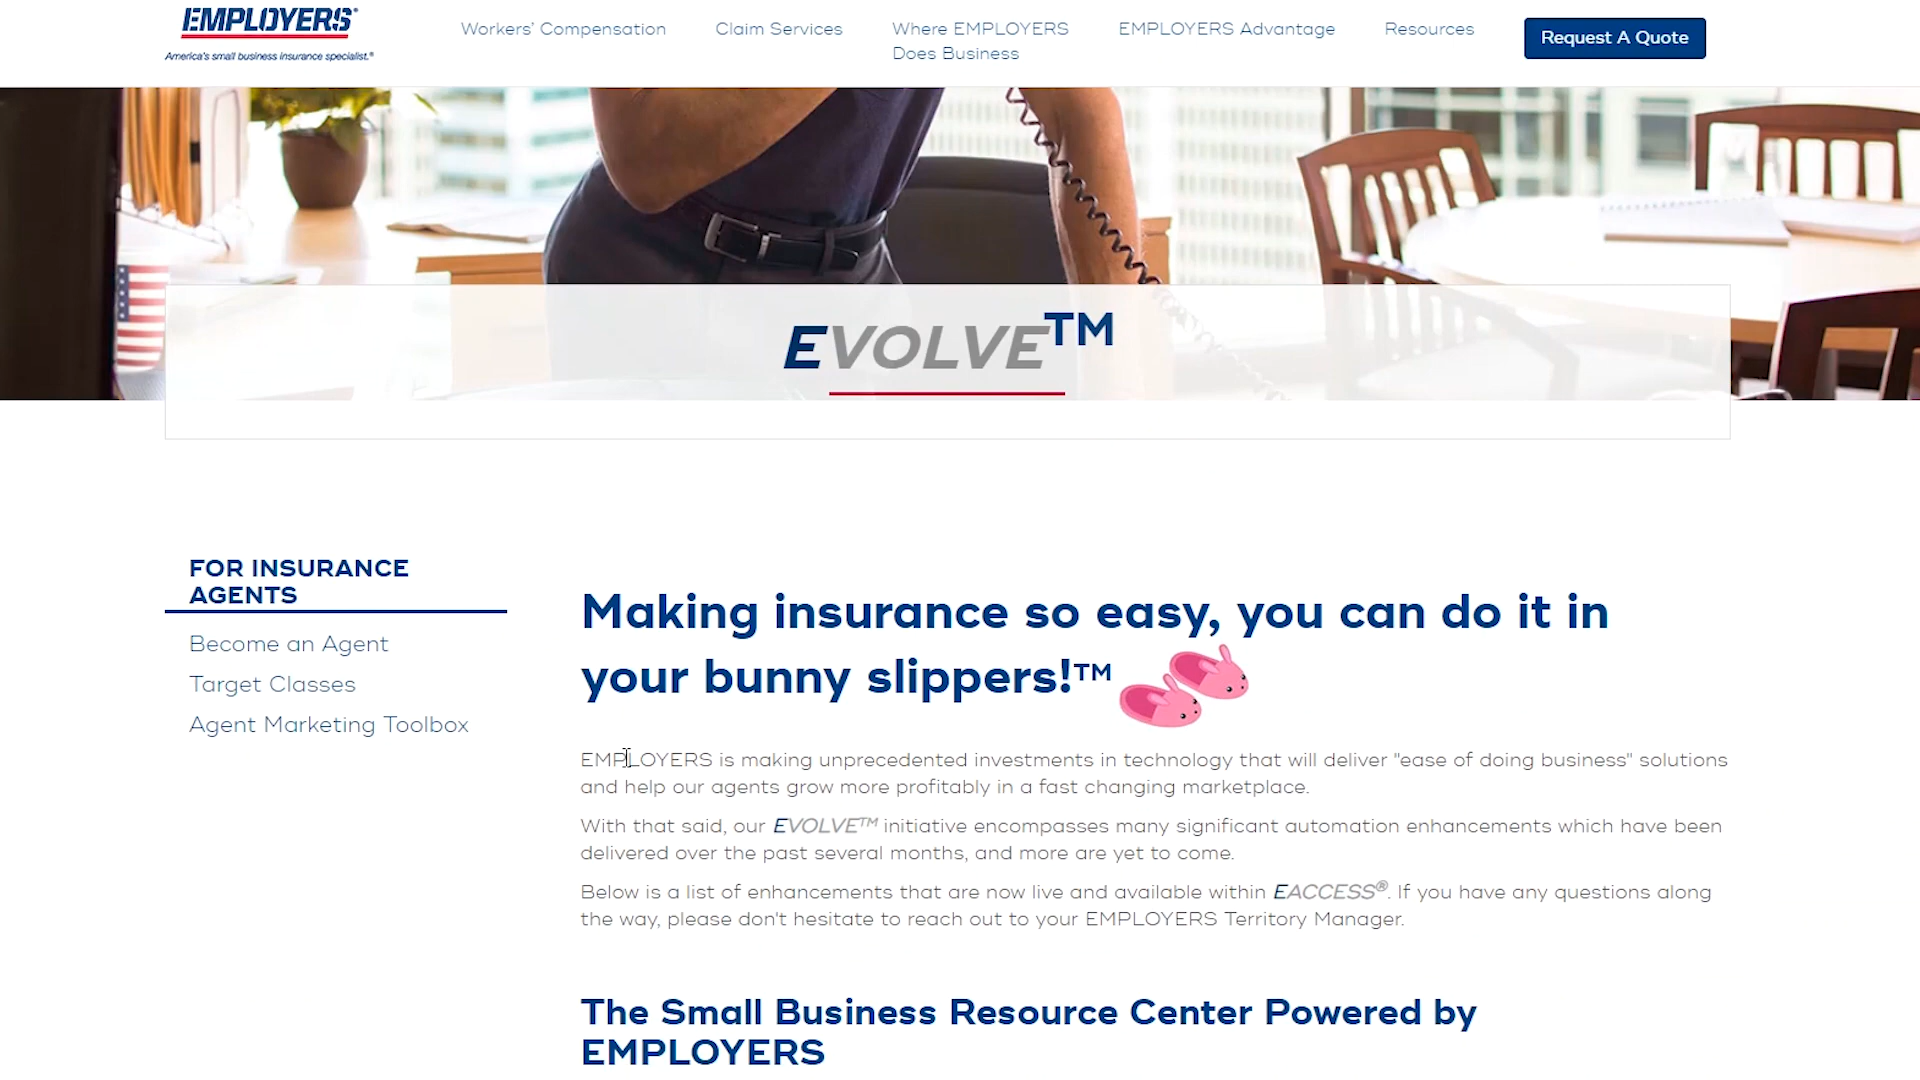 EMPLOYERS®
America's small business insurance specialist.®
Workers' Compensation
Claim Services
Where EMPLOYERS
Does Business
EMPLOYERS Advantage
Resources
Request A Quote
EVOLVE™
FOR INSURANCE
AGENTS
Become an Agent
Target Classes
Agent Marketing Toolbox
Making insurance so easy, you can do it in
your bunny slippers!™
EMPLOYERS is making unprecedented investments in technology that will deliver "ease of doing business" solutions
and help our agents grow more profitably in a fast changing marketplace.
With that said, our EVOLVE™ initiative encompasses many significant automation enhancements which have been
delivered over the past several months, and more are yet to come.
Below is a list of enhancements that are now live and available within EACCESS®. If you have any questions along
the way, please don't hesitate to reach out to your EMPLOYERS Territory Manager.
The Small Business Resource Center Powered by
EMPLOYERS